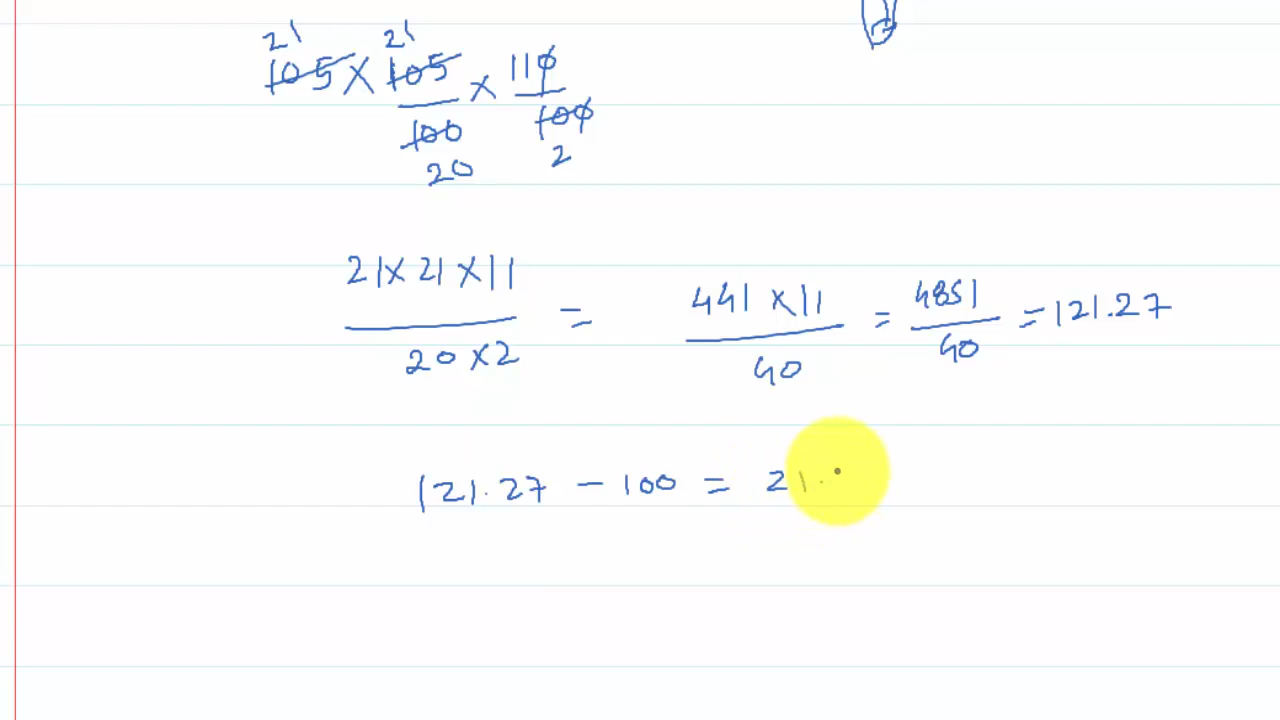 21 21
105 × 105 × 110
100 100
20 2
21 × 21 × 11
20 × 2
= 441 × 11
40
= 4851
40
= 121.27
121.27 − 100 = 21.